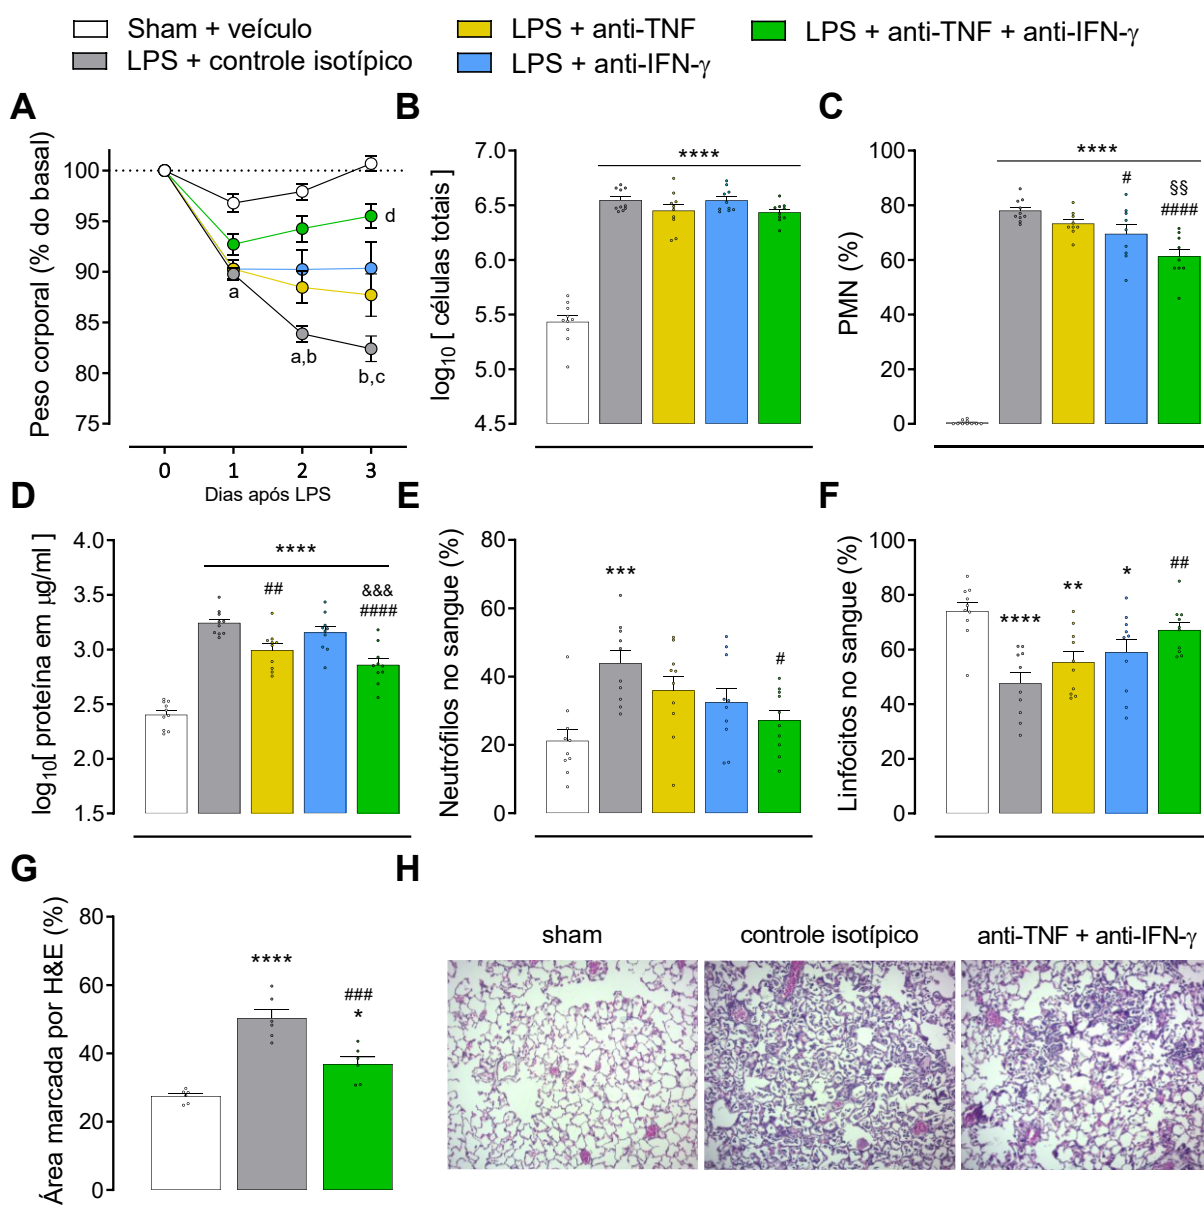 Sham + veículo
LPS + controle isotípico
LPS + anti-TNF
LPS + anti-IFN-γ
LPS + anti-TNF + anti-IFN-γ
A
Peso corporal (% do basal)
100
95
90
85
80
75
a
a,b
b,c
d
0 1 2 3
Dias após LPS
B
log10 [ células totais ]
7.0
6.5
6.0
5.5
5.0
4.5
****
C
PMN (%)
100
80
60
40
20
0
****
#
§§
####
D
log10[ proteína em µg/ml ]
4.0
3.5
3.0
2.5
2.0
1.5
****
##
&&&
####
E
Neutrófilos no sangue (%)
80
60
40
20
0
***
#
F
Linfócitos no sangue (%)
100
80
60
40
20
0
****
**
*
##
G
Área marcada por H&E (%)
80
60
40
20
0
****
###
*
H
sham
controle isotípico
anti-TNF + anti-IFN-γ